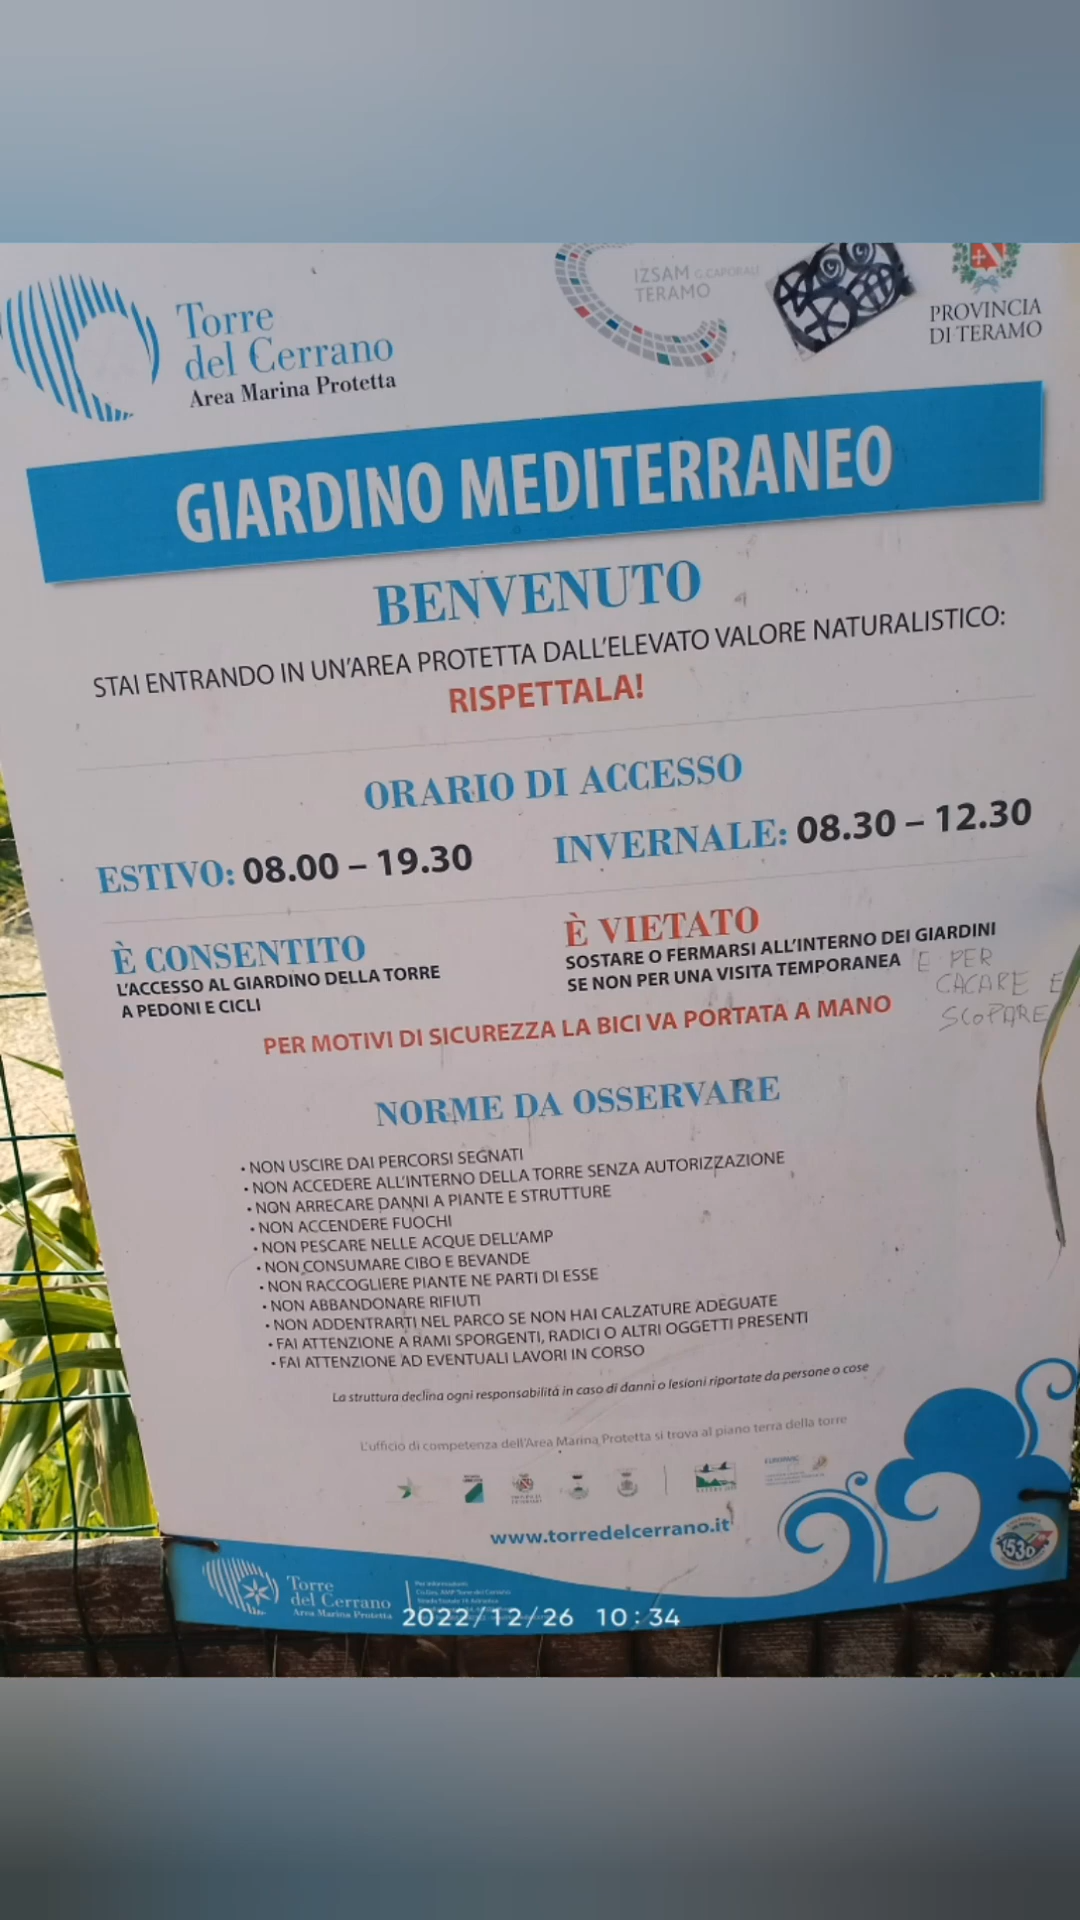 IZSAM G.CAPORALE
TERAMO
PROVINCIA
DI TERAMO
Torre
del Cerrano
Area Marina Protetta
GIARDINO MEDITERRANEO
BENVENUTO
STAI ENTRANDO IN UN'AREA PROTETTA DALL'ELEVATO VALORE NATURALISTICO:
RISPETTALA!
ORARIO DI ACCESSO
ESTIVO: 08.00 – 19.30
INVERNALE: 08.30 – 12.30
È CONSENTITO
L'ACCESSO AL GIARDINO DELLA TORRE
A PEDONI E CICLI
È VIETATO
SOSTARE O FERMARSI ALL'INTERNO DEI GIARDINI
SE NON PER UNA VISITA TEMPORANEA
E PER
CACARE E
SCOPARE
PER MOTIVI DI SICUREZZA LA BICI VA PORTATA A MANO
NORME DA OSSERVARE
• NON USCIRE DAI PERCORSI SEGNATI
• NON ACCEDERE ALL'INTERNO DELLA TORRE SENZA AUTORIZZAZIONE
• NON ARRECARE DANNI A PIANTE E STRUTTURE
• NON ACCENDERE FUOCHI
• NON PESCARE NELLE ACQUE DELL'AMP
• NON CONSUMARE CIBO E BEVANDE
• NON RACCOGLIERE PIANTE NE PARTI DI ESSE
• NON ABBANDONARE RIFIUTI
• NON ADDENTRARTI NEL PARCO SE NON HAI CALZATURE ADEGUATE
• FAI ATTENZIONE A RAMI SPORGENTI, RADICI O ALTRI OGGETTI PRESENTI
• FAI ATTENZIONE AD EVENTUALI LAVORI IN CORSO
La struttura declina ogni responsabilità in caso di danni o lesioni riportate da persone o cose
L'ufficio di competenza dell'Area Marina Protetta si trova al piano terra della torre
www.torredelcerrano.it
1530
Torre
del Cerrano
Area Marina Protetta
2022/12/26 10:34